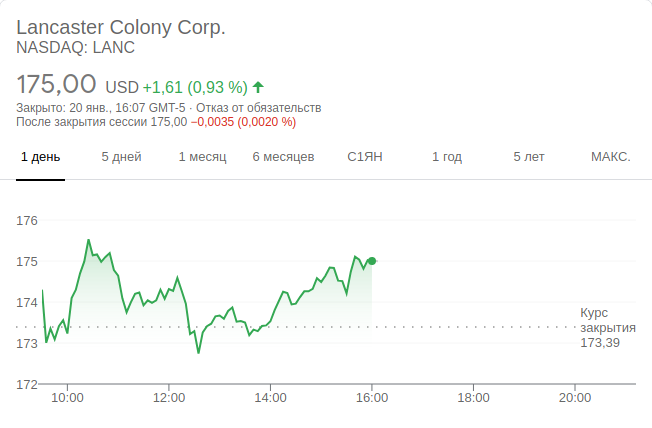 Lancaster Colony Corp.
NASDAQ: LANC
175,00 USD +1,61 (0,93 %)
Закрыто: 20 янв., 16:07 GMT-5 · Отказ от обязательств
После закрытия сессии 175,00 −0,0035 (0,0020 %)
1 день 5 дней 1 месяц 6 месяцев С1ЯН 1 год 5 лет МАКС.
176
175
174
173
172
Курс
закрытия
173,39
10:00 12:00 14:00 16:00 18:00 20:00